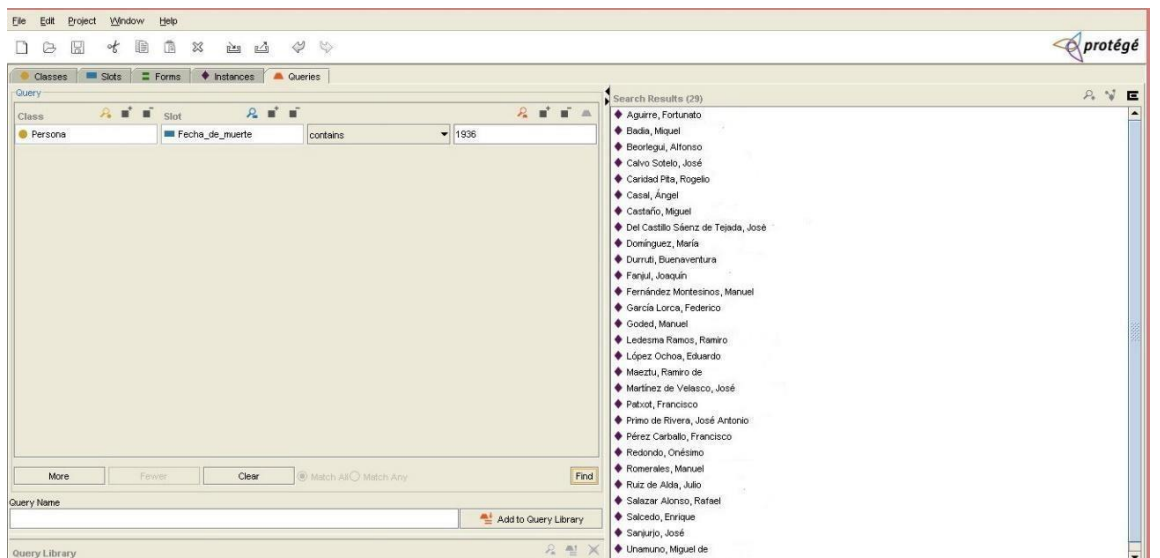 File Edit Project Window Help
protégé
Classes Slots Forms Instances Queries
Query
Class Slot
Persona Fecha_de_muerte contains 1936
More Fewer Clear Match All Match Any Find
Query Name
Add to Query Library
Query Library
Search Results (29)
Aguirre, Fortunato
Badia, Miquel
Beorlegui, Alfonso
Calvo Sotelo, José
Caridad Pita, Rogelio
Casal, Ángel
Castaño, Miguel
Del Castillo Sáenz de Tejada, José
Domínguez, María
Durruti, Buenaventura
Fanjul, Joaquín
Fernández Montesinos, Manuel
García Lorca, Federico
Goded, Manuel
Ledesma Ramos, Ramiro
López Ochoa, Eduardo
Maeztu, Ramiro de
Martínez de Velasco, José
Patxot, Francisco
Primo de Rivera, José Antonio
Pérez Carballo, Francisco
Redondo, Onésimo
Romerales, Manuel
Ruiz de Alda, Julio
Salazar Alonso, Rafael
Salcedo, Enrique
Sanjurjo, José
Unamuno, Miguel de